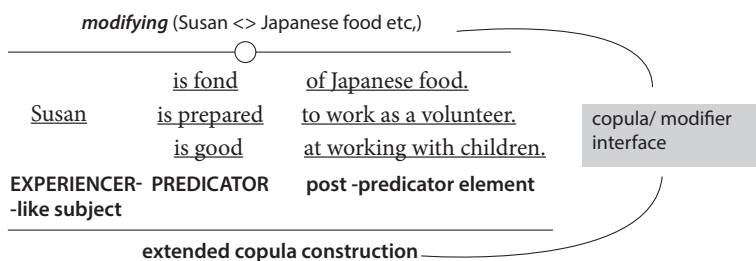 modifying (Susan <> Japanese food etc,)
is fond of Japanese food.
Susan is prepared to work as a volunteer.
is good at working with children.
copula/ modifier
interface
EXPERIENCER- PREDICATOR post -predicator element
-like subject
extended copula construction